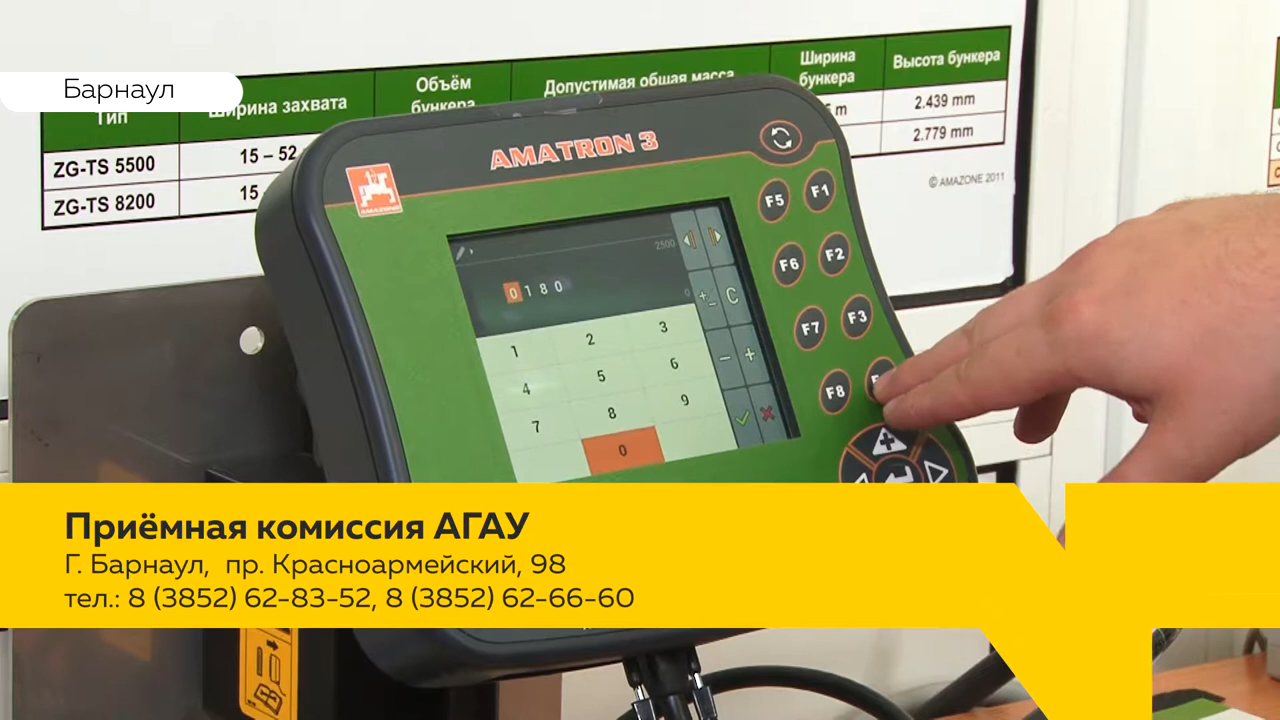 Барнаул
Тип
Ширина захвата
Объём
бункера
Допустимая общая масса
Ширина
бункера
Высота бункера
ZG-TS 5500
15 – 52
m
2.439 mm
ZG-TS 8200
15
2.779 mm
© AMAZONE 2011
AMATRON 3
AMAZONE
F5
F1
F6
F2
F7
F3
F8
F
2500
0180
0
C
1
2
3
4
5
6
7
8
9
0
Приёмная комиссия АГАУ
Г. Барнаул, пр. Красноармейский, 98
тел.: 8 (3852) 62-83-52, 8 (3852) 62-66-60